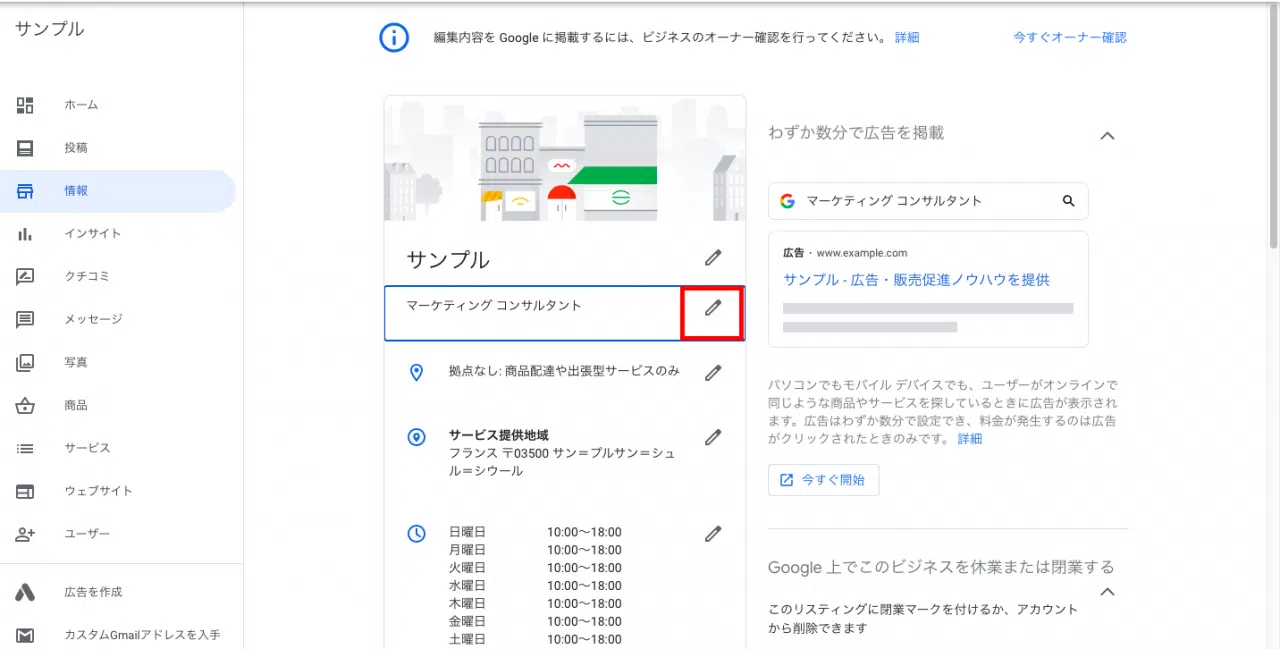 サンプル
ホーム
投稿
情報
インサイト
クチコミ
メッセージ
写真
商品
サービス
ウェブサイト
ユーザー
広告を作成
カスタムGmailアドレスを入手
編集内容を Google に掲載するには、ビジネスのオーナー確認を行ってください。 詳細
今すぐオーナー確認
サンプル
マーケティング コンサルタント
拠点なし: 商品配達や出張型サービスのみ
サービス提供地域
フランス 〒03500 サン＝プルサン＝シュ
ル＝シウール
日曜日 10:00～18:00
月曜日 10:00～18:00
火曜日 10:00～18:00
水曜日 10:00～18:00
木曜日 10:00～18:00
金曜日 10:00～18:00
土曜日 10:00～18:00
わずか数分で広告を掲載
マーケティング コンサルタント
広告・www.example.com
サンプル - 広告・販売促進ノウハウを提供
パソコンでもモバイル デバイスでも、ユーザーがオンラインで
同じような商品やサービスを探しているときに広告が表示され
ます。広告はわずか数分で設定でき、料金が発生するのは広告
がクリックされたときのみです。 詳細
今すぐ開始
Google 上でこのビジネスを休業または閉業する
このリスティングに閉業マークを付けるか、アカウント
から削除できます